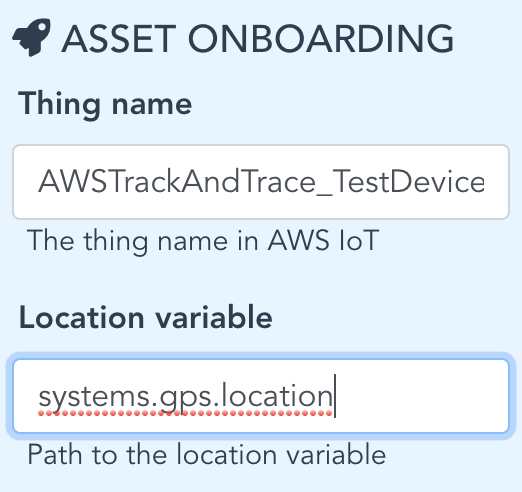 ASSET ONBOARDING
Thing name
AWSTrackAndTrace_TestDevice
The thing name in AWS IoT
Location variable
systems.gps.location
Path to the location variable